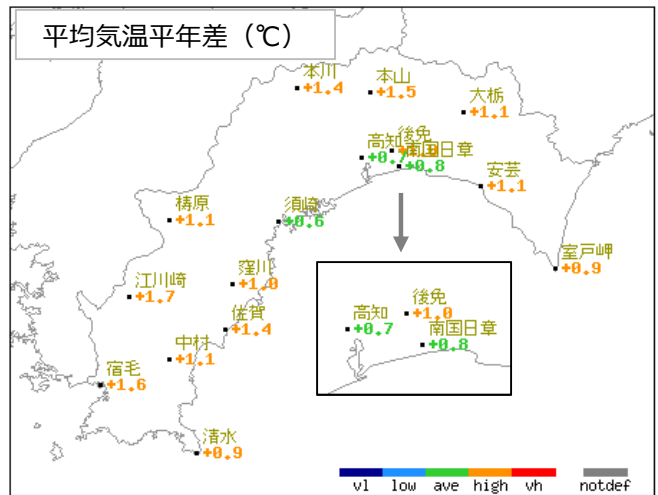 平均気温平年差（℃）
本川
+1.4
本山
+1.5
大栃
+1.1
高知
+0.7
後免
+1.0
南国日章
+0.8
安芸
+1.1
梼原
+1.1
須崎
+0.6
室戸岬
+0.9
江川崎
+1.7
窪川
+1.0
佐賀
+1.4
中村
+1.1
宿毛
+1.6
清水
+0.9
後免
+1.0
高知
+0.7
南国日章
+0.8
vl low ave high vh notdef